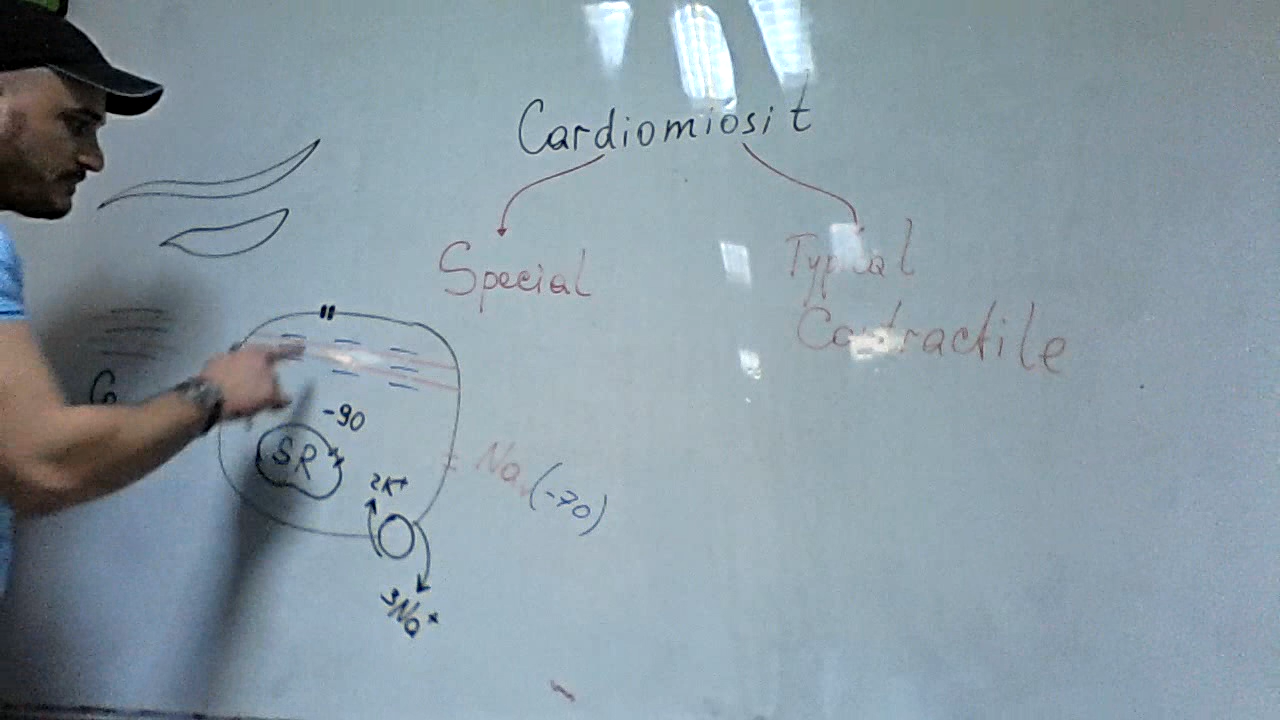 Cardiomiosit
Special
Typical
Contractile
-90
SR
Na
(-70)
2K+
3Na+